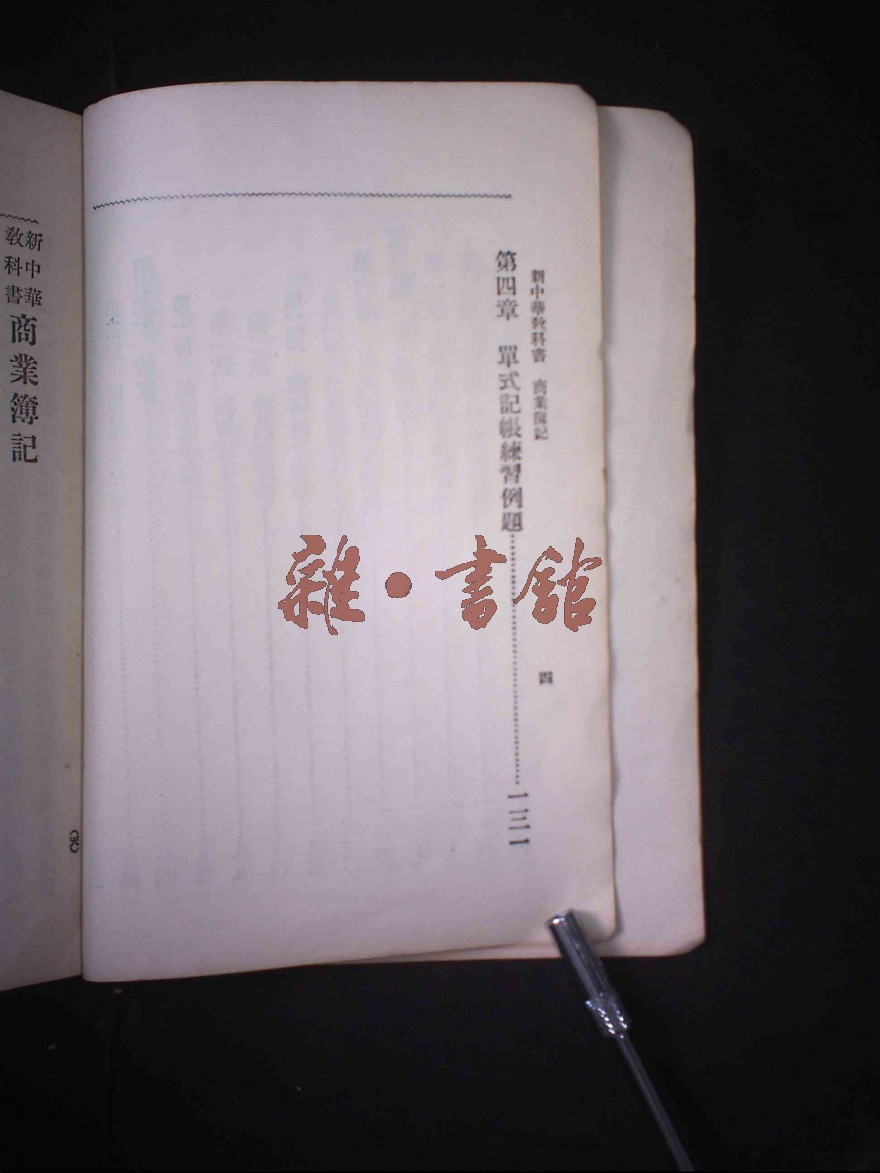 新中華教科書 商業簿記
四
第四章 單式記帳練習例題……一三一
新中華
教科書
商業簿記
雜·書館